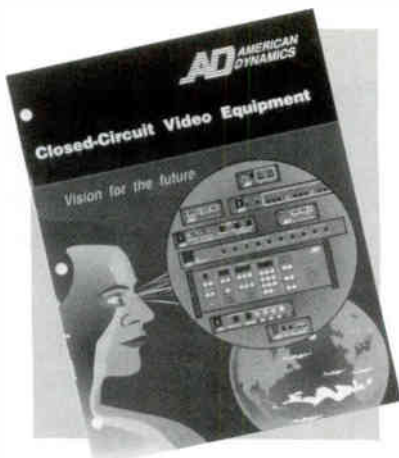 AD AMERICAN
DYNAMICS
Closed-Circuit Video Equipment
Vision for the future